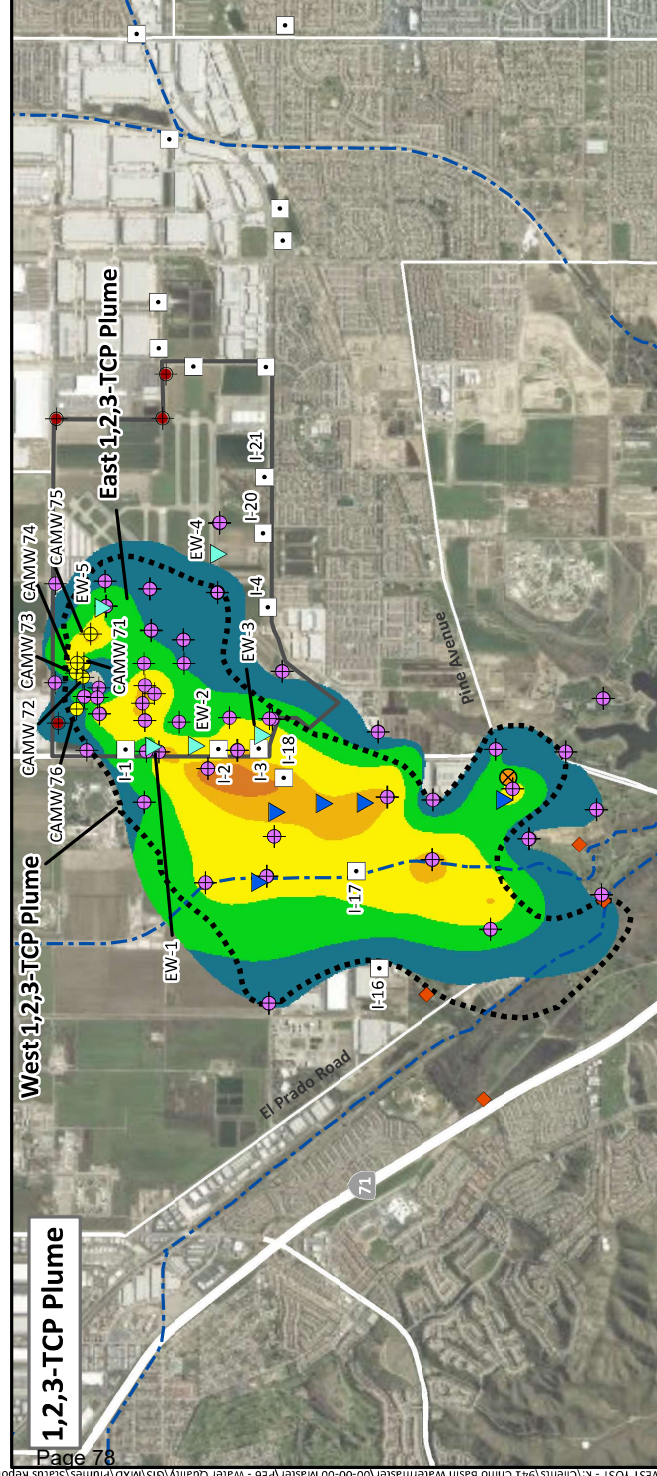 1,2,3-TCP Plume
West 1,2,3-TCP Plume
East 1,2,3-TCP Plume
CAMW 72
CAMW 73
CAMW 74
CAMW 75
CAMW 76
CAMW 71
EW-5
EW-4
EW-3
EW-2
EW-1
I-1
I-2
I-3
I-18
I-4
I-20
I-21
I-17
I-16
Pine Avenue
El Prado Road
71
Page 78